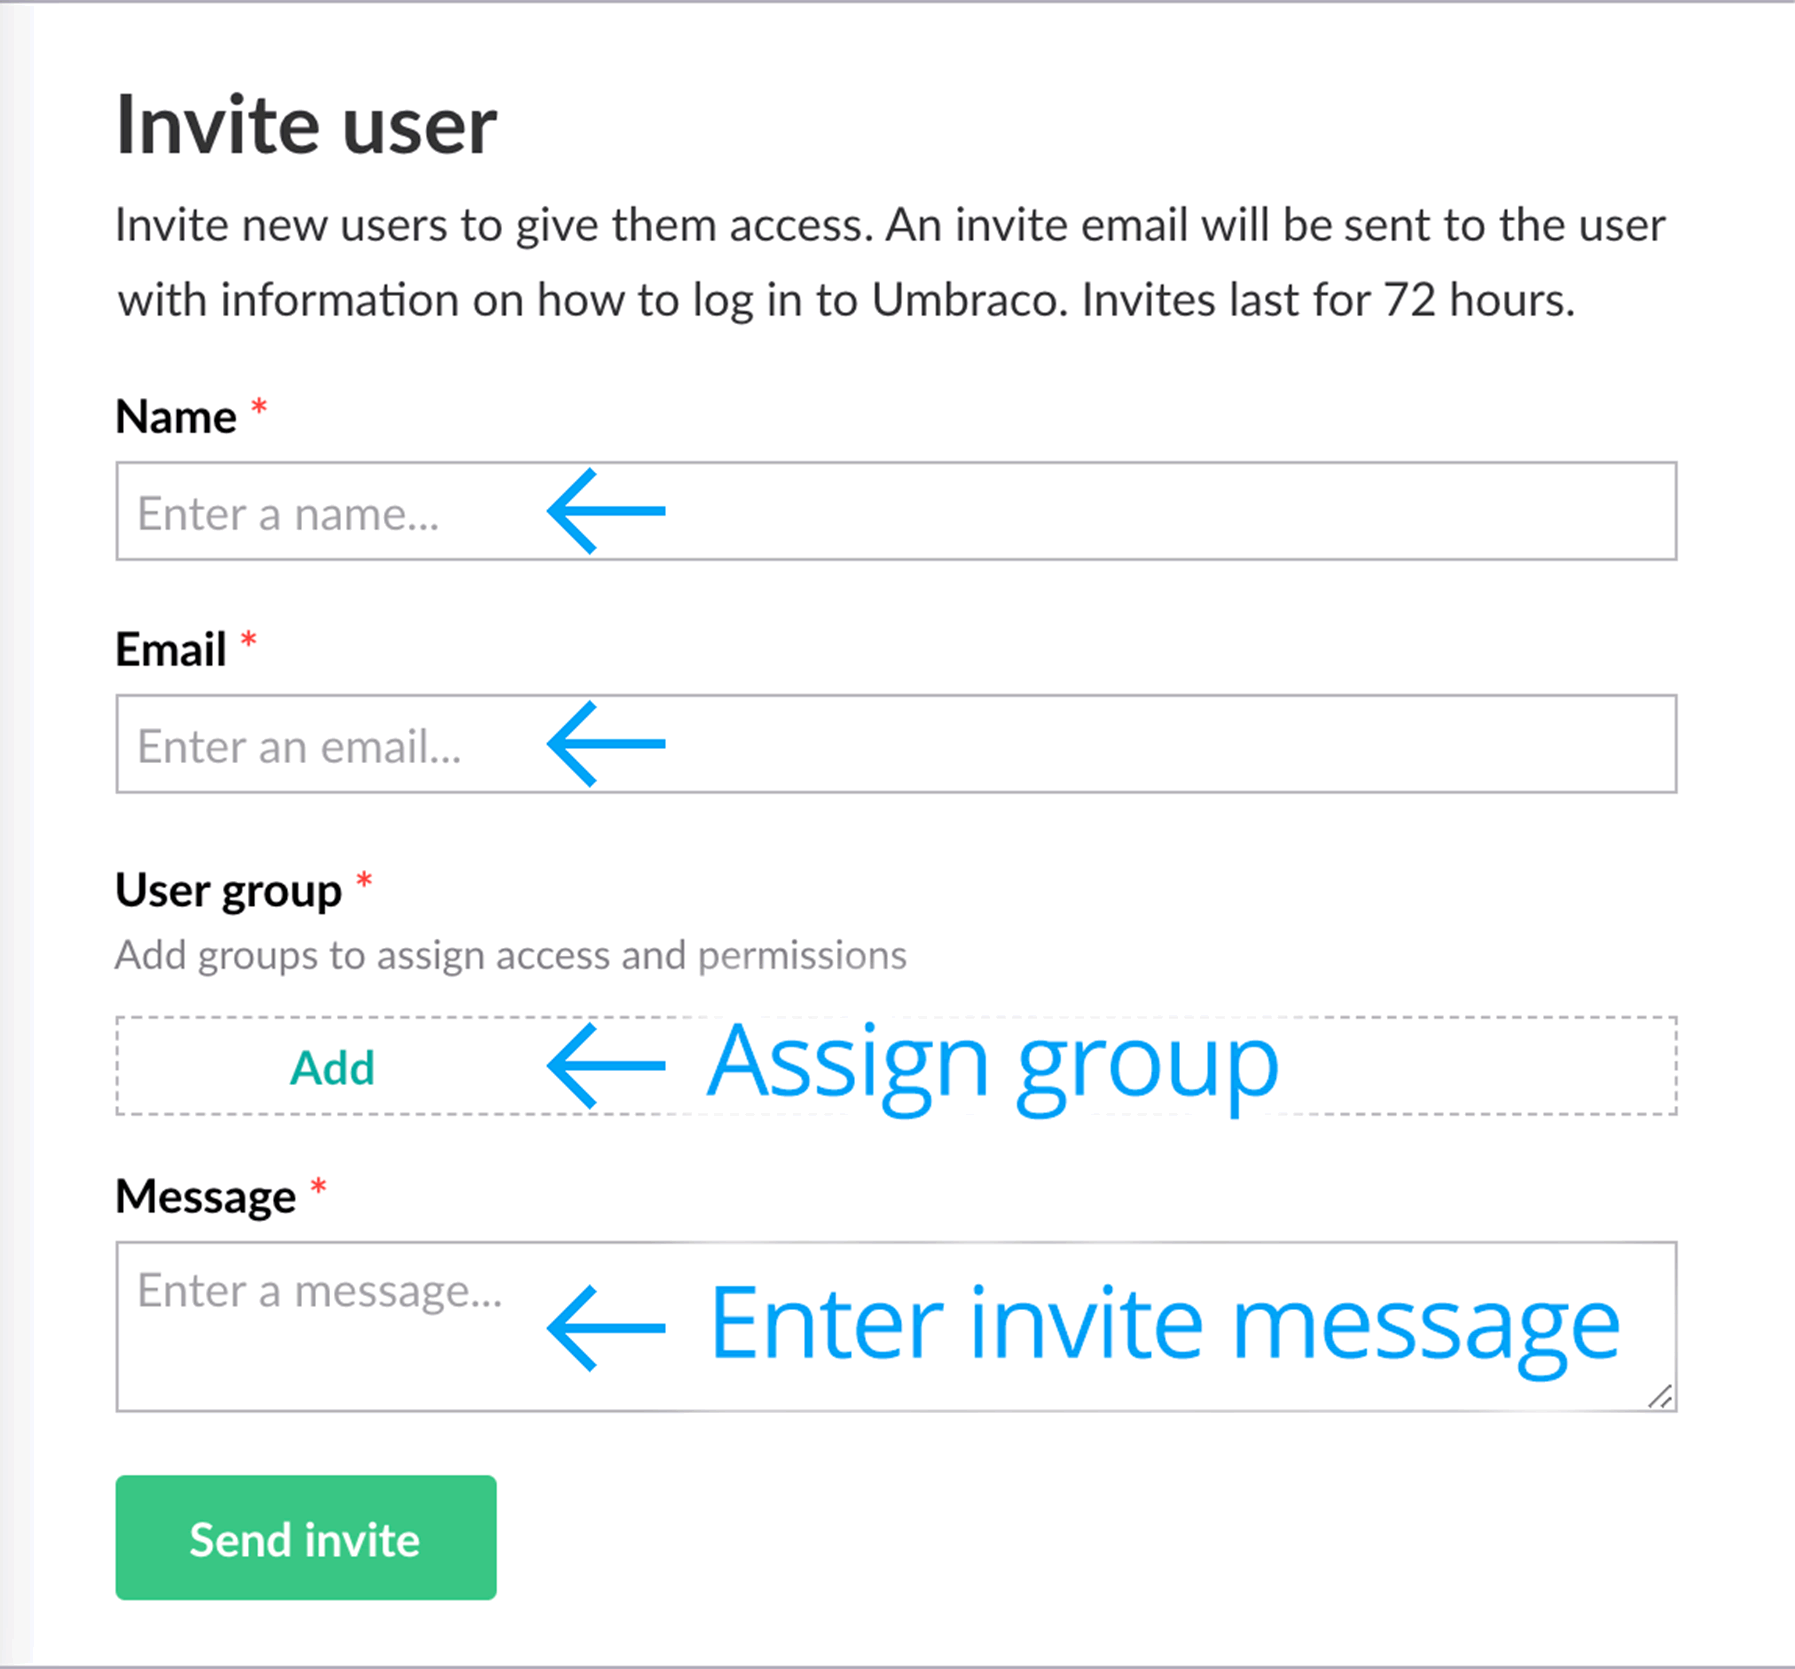 Invite user
Invite new users to give them access. An invite email will be sent to the user
with information on how to log in to Umbraco. Invites last for 72 hours.
Name *
Enter a name...
Email *
Enter an email...
User group *
Add groups to assign access and permissions
Add
Assign group
Message *
Enter a message...
Enter invite message
Send invite